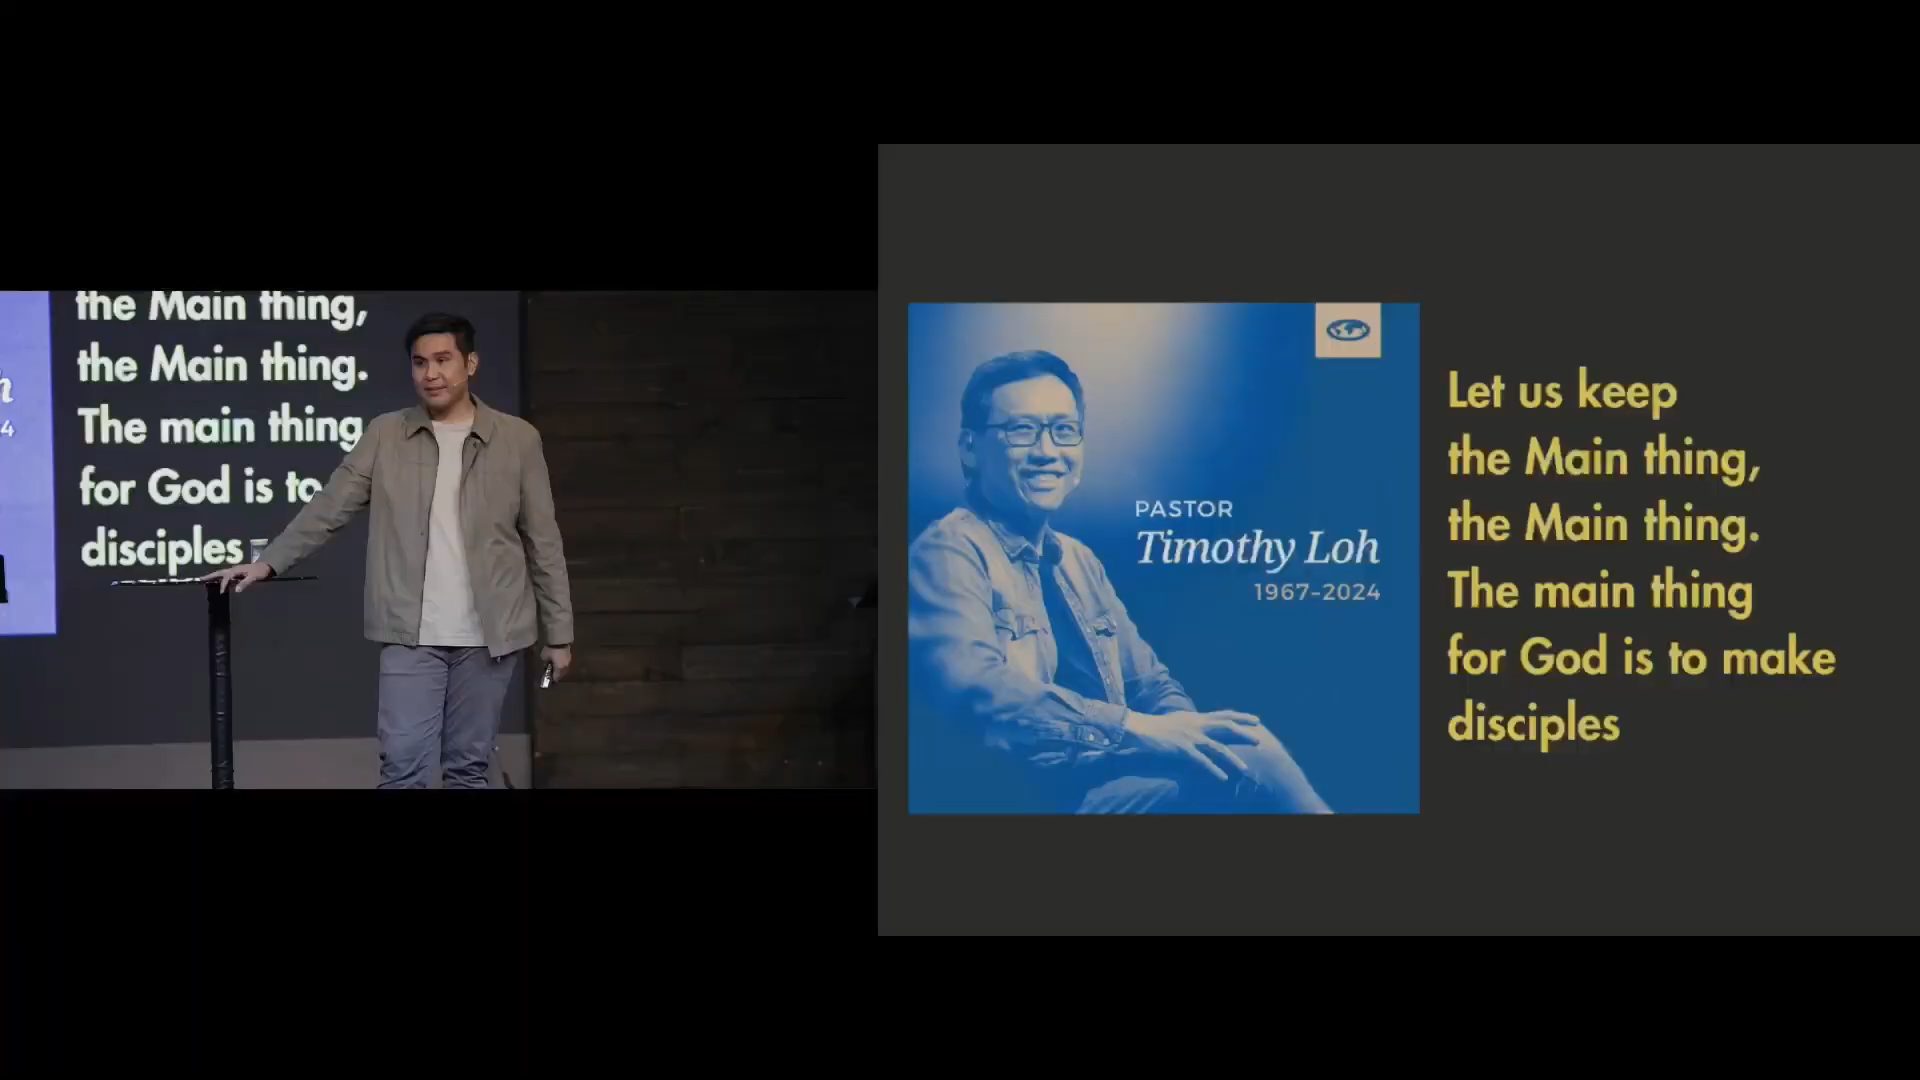 the Main thing,
the Main thing.
The main thing
for God is to
disciples
h
4
PASTOR
Timothy Loh
1967-2024
Let us keep
the Main thing,
the Main thing.
The main thing
for God is to make
disciples